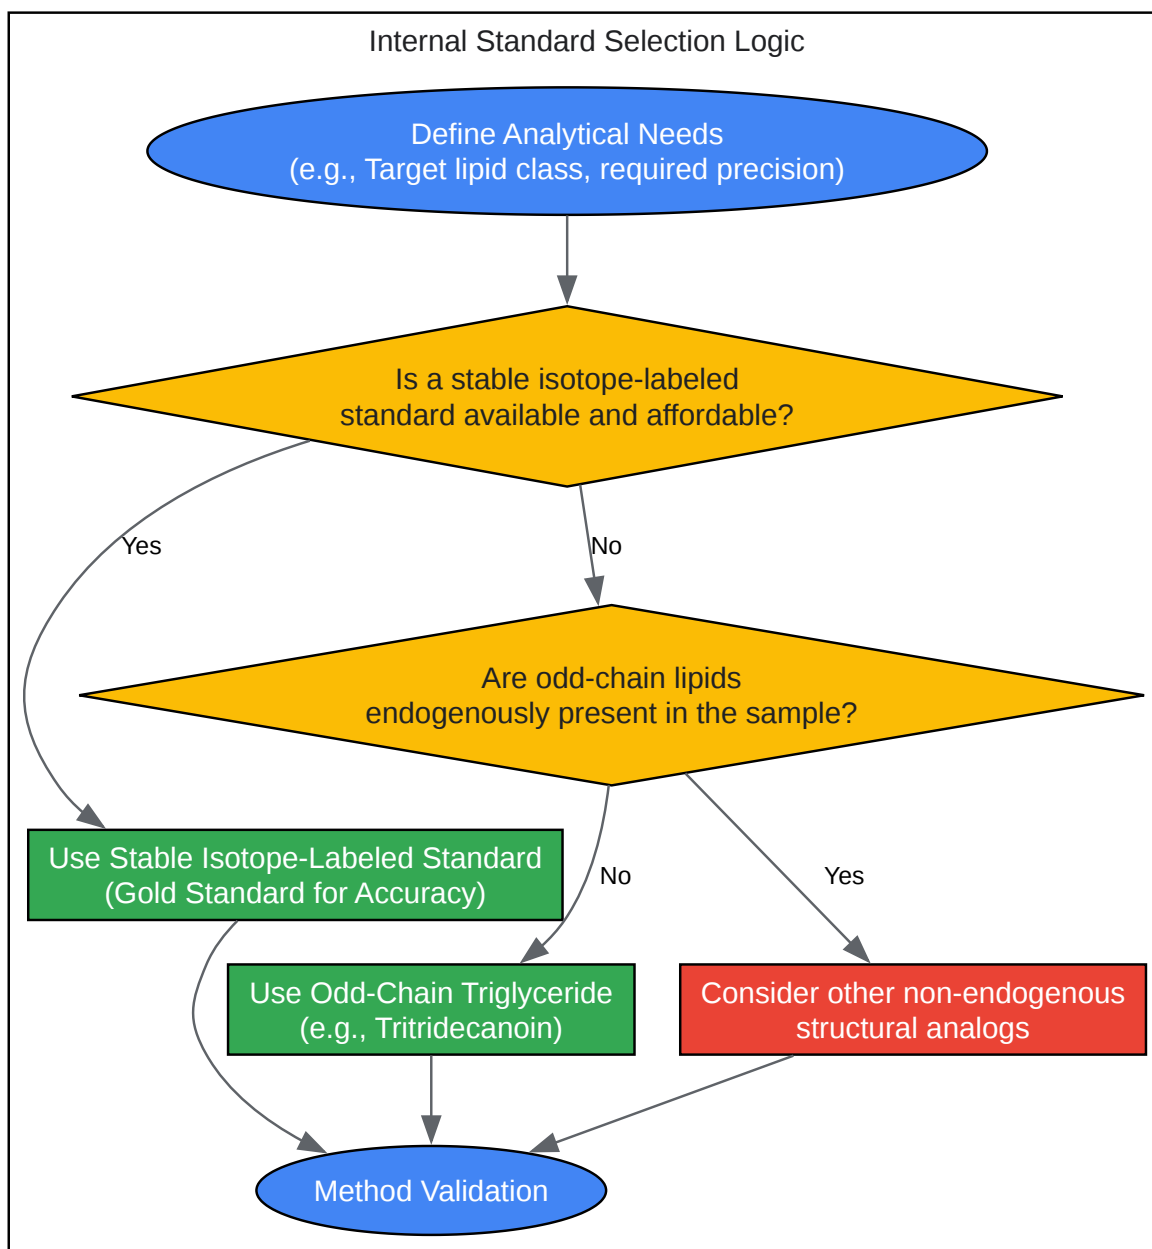 Internal Standard Selection Logic
Define Analytical Needs
(e.g., Target lipid class, required precision)
Is a stable isotope-labeled
standard available and affordable?
Yes
No
Are odd-chain lipids
endogenously present in the sample?
Use Stable Isotope-Labeled Standard
(Gold Standard for Accuracy)
No
Yes
Use Odd-Chain Triglyceride
(e.g., Tritridecanoin)
Consider other non-endogenous
structural analogs
Method Validation